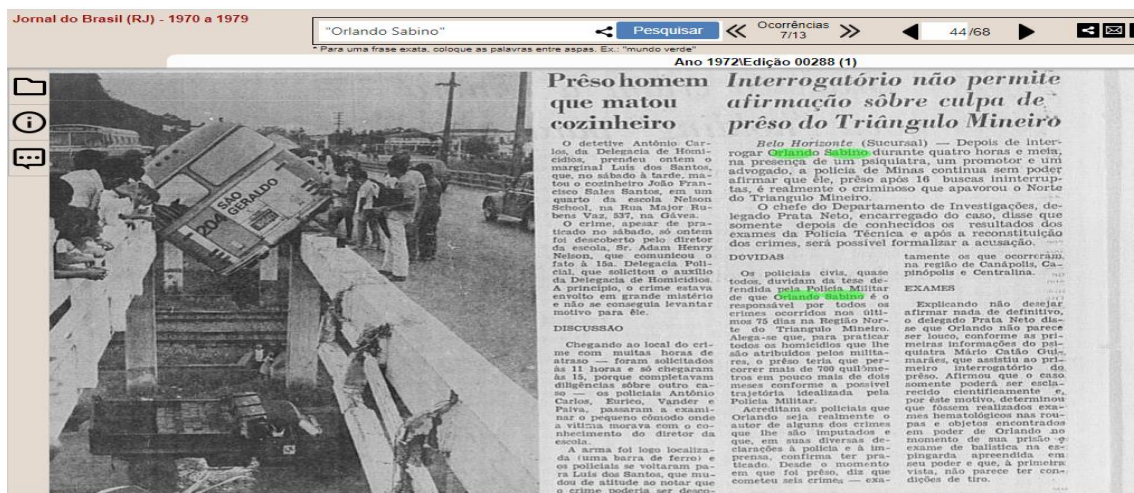 Jornal do Brasil (RJ) - 1970 a 1979
"Orlando Sabino"
Pesquisar
Ocorrências
7/13
44/68
* Para uma frase exata, coloque as palavras entre aspas. Ex.: "mundo verde"
Ano 1972\Edição 00288 (1)
204 SÃO
GERALDO
Prêso homem
que matou
cozinheiro
O detetive Antônio Car-
los, da Delegacia de Homi-
cídios, prendeu ontem o
marginal Luís dos Santos,
que, no sábado à tarde, ma-
tou o cozinheiro João Fran-
cisco Sales Santos, em um
quarto da escola Nelson
School, na Rua Major Ru-
bens Vaz, 537, na Gávea.
O crime, apesar de pra-
ticado no sábado, só ontem
foi descoberto pelo diretor
da escola, Sr. Adam Henry
Nelson, que comunicou o
fato à 15a. Delegacia Poli-
cial, que solicitou o auxílio
da Delegacia de Homicídios.
A princípio, o crime estava
envolto em grande mistério
e não se conseguia levantar
motivo para êle.
DISCUSSÃO
Chegando ao local do cri-
me com muitas horas de
atraso — foram solicitados
às 11 horas e só chegaram
às 15, porque completavam
diligências sôbre outro ca-
so — os policiais Antônio
Carlos, Eurico, Vander e
Paiva, passaram a exami-
nar o pequeno cômodo onde
a vítima morava com o co-
nhecimento do diretor da
escola.
A arma foi logo localiza-
da (uma barra de ferro) e
os policiais se voltaram pa-
ra Luís dos Santos, que mu-
dou de atitude ao notar que
o crime poderia ser desco-
Interrogatório não permite
afirmação sôbre culpa de
prêso do Triângulo Mineiro
Belo Horizonte (Sucursal) — Depois de inter-
rogar Orlando Sabino durante quatro horas e meia,
na presença de um psiquiatra, um promotor e um
advogado, a polícia de Minas continua sem poder
afirmar que êle, prêso após 16 buscas ininterrup-
tas, é realmente o criminoso que apavorou o Norte
do Triangulo Mineiro.
O chefe do Departamento de Investigações, de-
legado Prata Neto, encarregado do caso, disse que
somente depois de conhecidos os resultados dos
exames da Polícia Técnica e após a reconstituição
dos crimes, será possível formalizar a acusação.
DÚVIDAS
Os policiais civis, quase
todos, duvidam da tese de-
fendida pela Polícia Militar
de que Orlando Sabino é o
responsável por todos os
crimes ocorridos nos últi-
mos 75 dias na Região Nor-
te do Triangulo Mineiro.
Alega-se que, para praticar
todos os homicídios que lhe
são atribuídos pelos milita-
res, o prêso teria que per-
correr mais de 700 quilôme-
tros em pouco mais de dois
meses conforme a possível
trajetória idealizada pela
Polícia Militar.
Acreditam os policiais que
Orlando seja realmente o
autor de alguns dos crimes
que lhe são imputados e
que, em suas diversas de-
clarações à polícia e à im-
prensa, confirma ter pra-
ticado. Desde o momento
em que foi prêso, diz que
cometeu seis crimes — exa-
tamente os que ocorreram
na região de Canápolis, Ca-
pinópolis e Centralina.
EXAMES
Explicando não desejar
afirmar nada de definitivo,
o delegado Prata Neto dis-
se que Orlando não parece
ser louco, conforme as pri-
meiras informações do psi-
quiatra Mário Catão Gui-
marães, que assistiu ao pri-
meiro interrogatório do
prêso. Afirmou que o caso
somente poderá ser escla-
recido cientificamente e,
por êste motivo, determinou
que fôssem realizados exa-
mes hematológicos nas rou-
pas e objetos encontrados
em poder de Orlando no
momento de sua prisão e
exame de balística na es-
pingarda apreendida em
seu poder e que, à primeira
vista, não parece ter con-
dições de tiro.